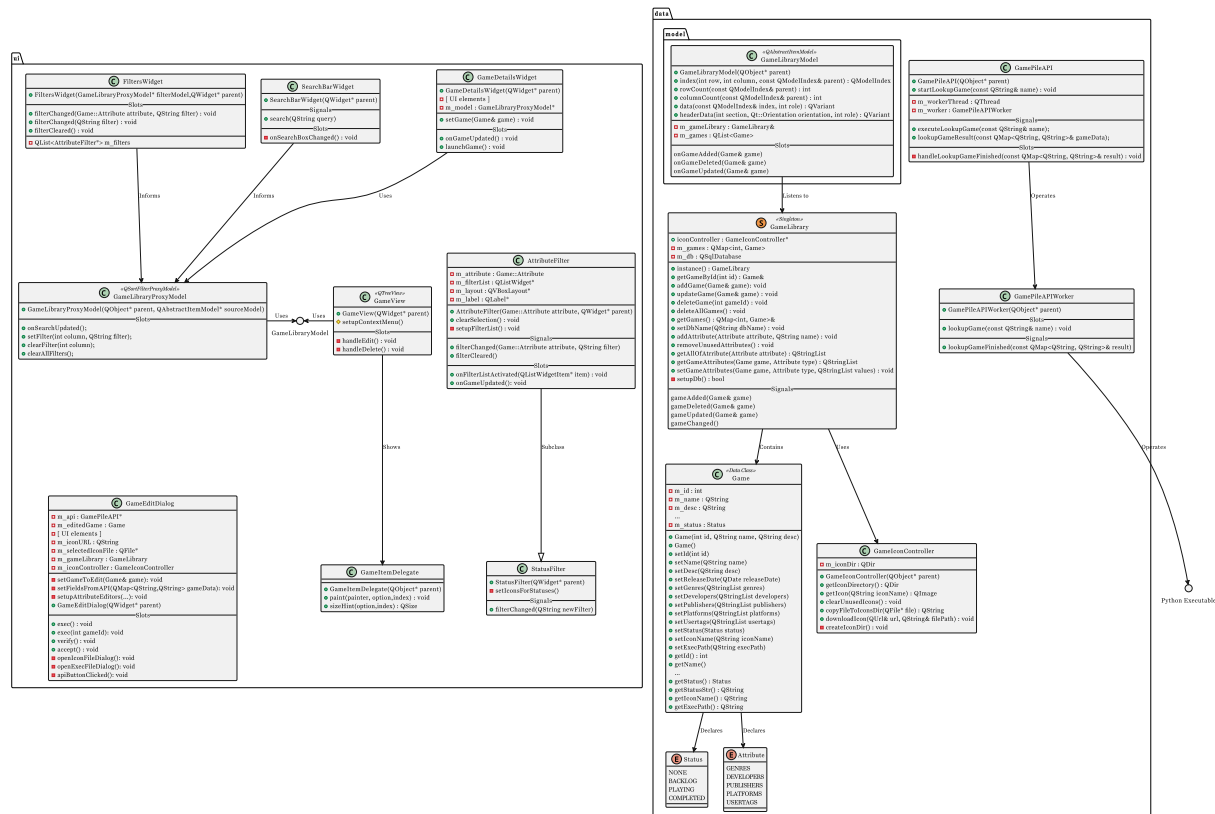 ui
FiltersWidget
FiltersWidget(GameLibraryProxyModel* filterModel,QWidget* parent)
Slots
filterChanged(Game::Attribute attribute, QString filter) : void
filterChanged(QString filter) : void
filterCleared() : void
QList<AttributeFilter*> m_filters
SearchBarWidget
SearchBarWidget(QWidget* parent)
Signals
search(QString query)
Slots
onSearchBoxChanged() : void
GameDetailsWidget
GameDetailsWidget(QWidget* parent)
[ UI elements ]
m_model : GameLibraryProxyModel*
setGame(Game& game) : void
Slots
onGameUpdated() : void
launchGame() : void
Informs
Informs
Uses
«QSortFilterProxyModel»
GameLibraryProxyModel
GameLibraryProxyModel(QObject* parent, QAbstractItemModel* sourceModel)
Slots
onSearchUpdated();
setFilter(int column, QString filter);
clearFilter(int column);
clearAllFilters();
Uses
Uses
GameLibraryModel
«QTreeView»
GameView
GameView(QWidget* parent)
setupContextMenu()
Slots
handleEdit() : void
handleDelete() : void
AttributeFilter
m_attribute : Game::Attribute
m_filterList : QListWidget*
m_layout : QVBoxLayout*
m_label : QLabel*
AttributeFilter(Game::Attribute attribute, QWidget* parent)
clearSelection() : void
setupFilterList() : void
Signals
filterChanged(Game::Attribute attribute, QString filter)
filterCleared()
Slots
onFilterListActivated(QListWidgetItem* item) : void
onGameUpdated(): void
Shows
Subclass
GameEditDialog
m_api : GamePileAPI*
m_editedGame : Game
[ UI elements ]
m_iconURL : QString
m_selectedIconFile : QFile*
m_gameLibrary : GameLibrary
m_iconController : GameIconController
setGameToEdit(Game& game): void
setFieldsFromAPI(QMap<QString,QString> gameData): void
setupAttributeEditors(...): void
GameEditDialog(QWidget* parent)
Slots
exec() : void
exec(int gameId): void
verify() : void
accept() : void
openIconFileDialog(): void
openExecFileDialog(): void
apiButtonClicked(): void
GameItemDelegate
GameItemDelegate(QObject* parent)
paint(painter, option,index) : void
sizeHint(option,index) : QSize
StatusFilter
StatusFilter(QWidget* parent)
setIconsForStatuses()
Signals
filterChanged(QString newFilter)
data
model
«QAbstractItemModel»
GameLibraryModel
GameLibraryModel(QObject* parent)
index(int row, int column, const QModelIndex& parent) : QModelIndex
rowCount(const QModelIndex& parent) : int
columnCount(const QModelIndex& parent) : int
data(const QModelIndex& index, int role) : QVariant
headerData(int section, Qt::Orientation orientation, int role) : QVariant
m_gameLibrary : GameLibrary&
m_games : QList<Game>
Slots
onGameAdded(Game& game)
onGameDeleted(Game& game)
onGameUpdated(Game& game)
GamePileAPI
GamePileAPI(QObject* parent)
startLookupGame(const QString& name) : void
m_workerThread : QThread
m_worker : GamePileAPIWorker
Signals
executeLookupGame(const QString& name);
lookupGameResult(const QMap<QString, QString>& gameData);
Slots
handleLookupGameFinished(const QMap<QString, QString>& result) : void
Listens to
Operates
«Singleton»
GameLibrary
iconController : GameIconController*
m_games : QMap<int, Game>
m_db : QSqlDatabase
instance() : GameLibrary
getGameById(int id) : Game&
addGame(Game& game) : void
updateGame(Game& game) : void
deleteGame(int gameId) : void
deleteAllGames() : void
getGames() : QMap<int, Game>&
setDbName(QString dbName) : void
addAttribute(Attribute attribute, QString name) : void
removeUnusedAttributes() : void
getAllOfAttribute(Attribute attribute) : QStringList
getGameAttributes(Game game, Attribute type) : QStringList
setGameAttributes(Game game, Attribute type, QStringList values) : void
setupDb() : bool
Signals
gameAdded(Game& game)
gameDeleted(Game& game)
gameUpdated(Game& game)
gameChanged()
GamePileAPIWorker
GamePileAPIWorker(QObject* parent)
Slots
lookupGame(const QString& name) : void
Signals
lookupGameFinished(const QMap<QString, QString>& result)
Contains
Uses
Operates
«Data Class»
Game
m_id : int
m_name : QString
m_desc : QString
...
m_status : Status
Game(int id, QString name, QString desc)
Game()
setId(int id)
setName(QString name)
setDesc(QString desc)
setReleaseDate(QDate releaseDate)
setGenres(QStringList genres)
setDevelopers(QStringList developers)
setPublishers(QStringList publishers)
setPlatforms(QStringList platforms)
setUsertags(QStringList usertags)
setStatus(Status status)
setIconName(QString iconName)
setExecPath(QString execPath)
getId() : int
getName()
...
getStatus() : Status
getStatusStr() : QString
getIconName() : QString
getExecPath() : QString
GameIconController
m_iconDir : QDir
GameIconController(QObject* parent)
getIconDirectory() : QDir
getIcon(QString iconName) : QImage
clearUnusedIcons() : void
copyFileToIconsDir(QFile* file) : QString
downloadIcon(QUrl& url, QString& filePath) : void
createIconDir() : void
Python Executable
Declares
Declares
Status
NONE
BACKLOG
PLAYING
COMPLETED
Attribute
GENRES
DEVELOPERS
PUBLISHERS
PLATFORMS
USERTAGS